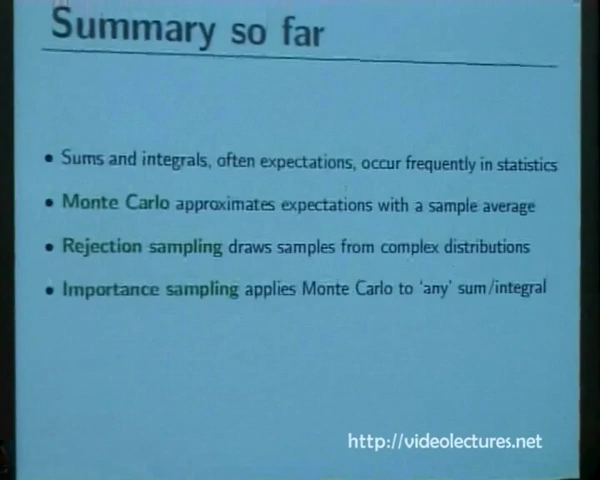 Summary so far
• Sums and integrals, often expectations, occur frequently in statistics
• Monte Carlo approximates expectations with a sample average
• Rejection sampling draws samples from complex distributions
• Importance sampling applies Monte Carlo to ‘any’ sum/integral
http://videolectures.net